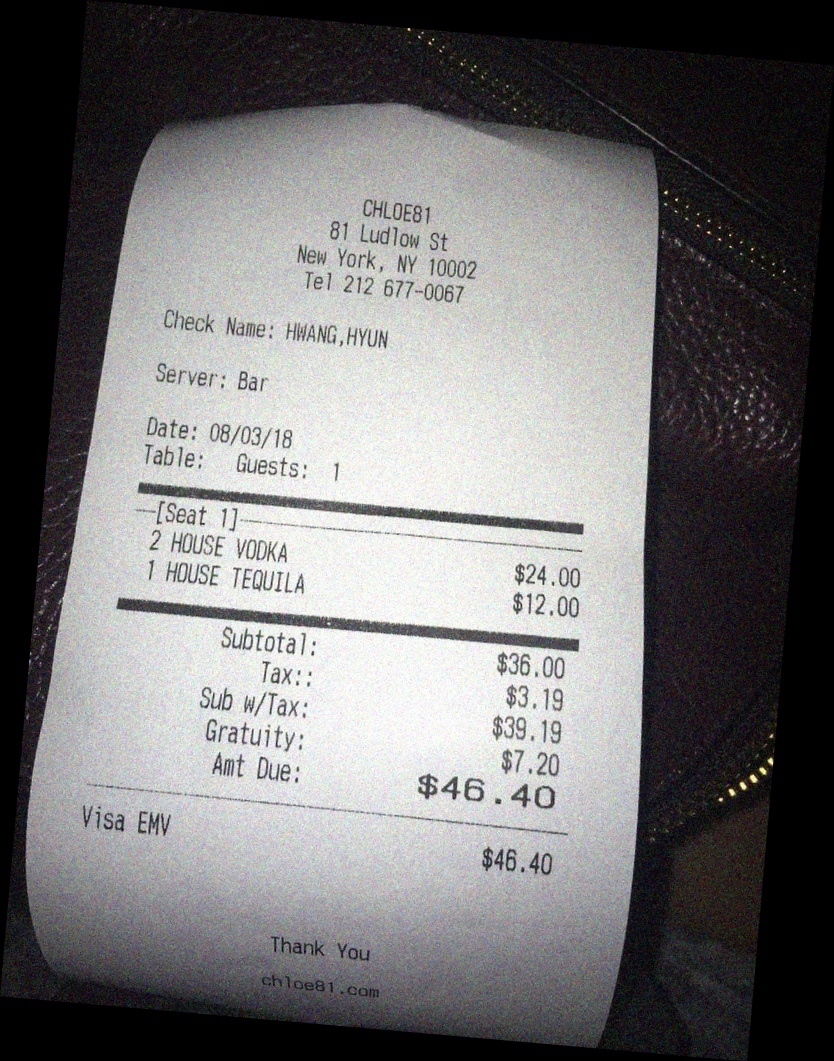 CHLOE81
81 Ludlow St
New York, NY 10002
Tel 212 677-0067
Check Name: HWANG,HYUN
Server: Bar
Date: 08/03/18
Table: Guests: 1
[Seat 1]
2 HOUSE VODKA $24.00
1 HOUSE TEQUILA $12.00
Subtotal: $36.00
Tax:: $3.19
Sub w/Tax: $39.19
Gratuity: $7.20
Amt Due: $46.40
Visa EMV $46.40
Thank You
chloe81.com